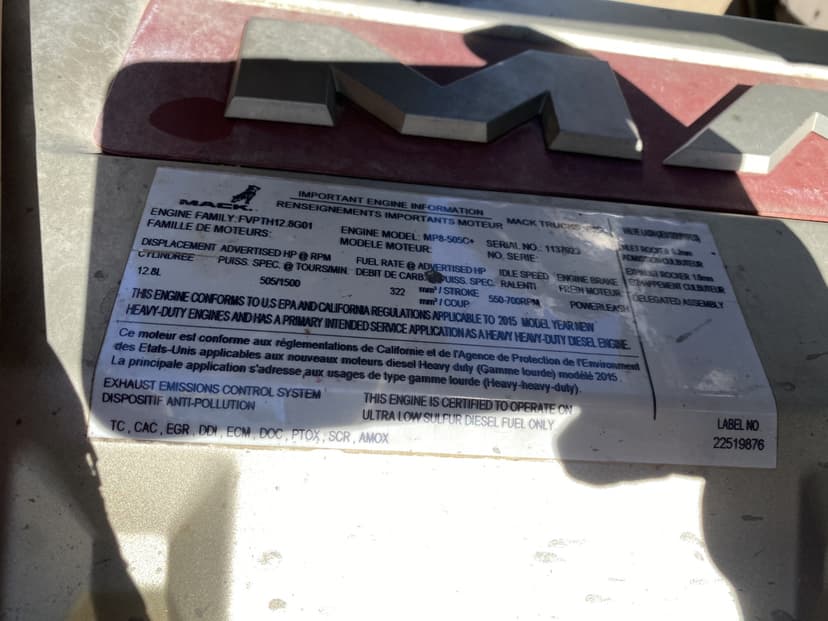 MA
MACK
IMPORTANT ENGINE INFORMATION
RENSEIGNEMENTS IMPORTANTS MOTEUR
MACK TRUCKS
ENGINE FAMILY: FVPTH12.8G01
FAMILLE DE MOTEURS:
ENGINE MODEL: MP8-505C+
MODELE MOTEUR:
SERIAL NO.:
NO. SERIE:
DISPLACEMENT ADVERTISED HP @ RPM FUEL RATE @ ADVERTISED HP IDLE SPEED ENGINE BRAKE
CYLINDREE PUISS. SPEC. @ TOURS/MIN. DEBIT DE CARB. PUISS. SPEC. RALENTI FREIN MOTEUR
12.8L 505/1500 322 mm³ / STROKE 550-700RPM POWERLEASH
mm³ / COUP.
ROCKER
ADMISSION CULBUTEUR
ROCKER
ECHAPPEMENT CULBUTEUR
DELEGATED ASSEMBLY
THIS ENGINE CONFORMS TO U.S EPA AND CALIFORNIA REGULATIONS APPLICABLE TO 2015 MODEL YEAR NEW
HEAVY-DUTY ENGINES AND HAS A PRIMARY INTENDED SERVICE APPLICATION AS A HEAVY HEAVY-DUTY DIESEL ENGINE.
Ce moteur est conforme aux réglementations de Californie et de l'Agence de Protection de l'Environment
des Etats-Unis applicables aux nouveaux moteurs diesel Heavy duty (Gamme lourde) modélé 2015.
La principale application s'adresse,aux usages de type gamme lourde (Heavy-heavy-duty).
EXHAUST EMISSIONS CONTROL SYSTEM
DISPOSITIF ANTI-POLLUTION
THIS ENGINE IS CERTIFIED TO OPERATE ON
ULTRA LOW SULFUR DIESEL FUEL ONLY
TC , CAC , EGR , DDI , ECM , DOC , PTOX , SCR , AMOX
LABEL NO
22519876